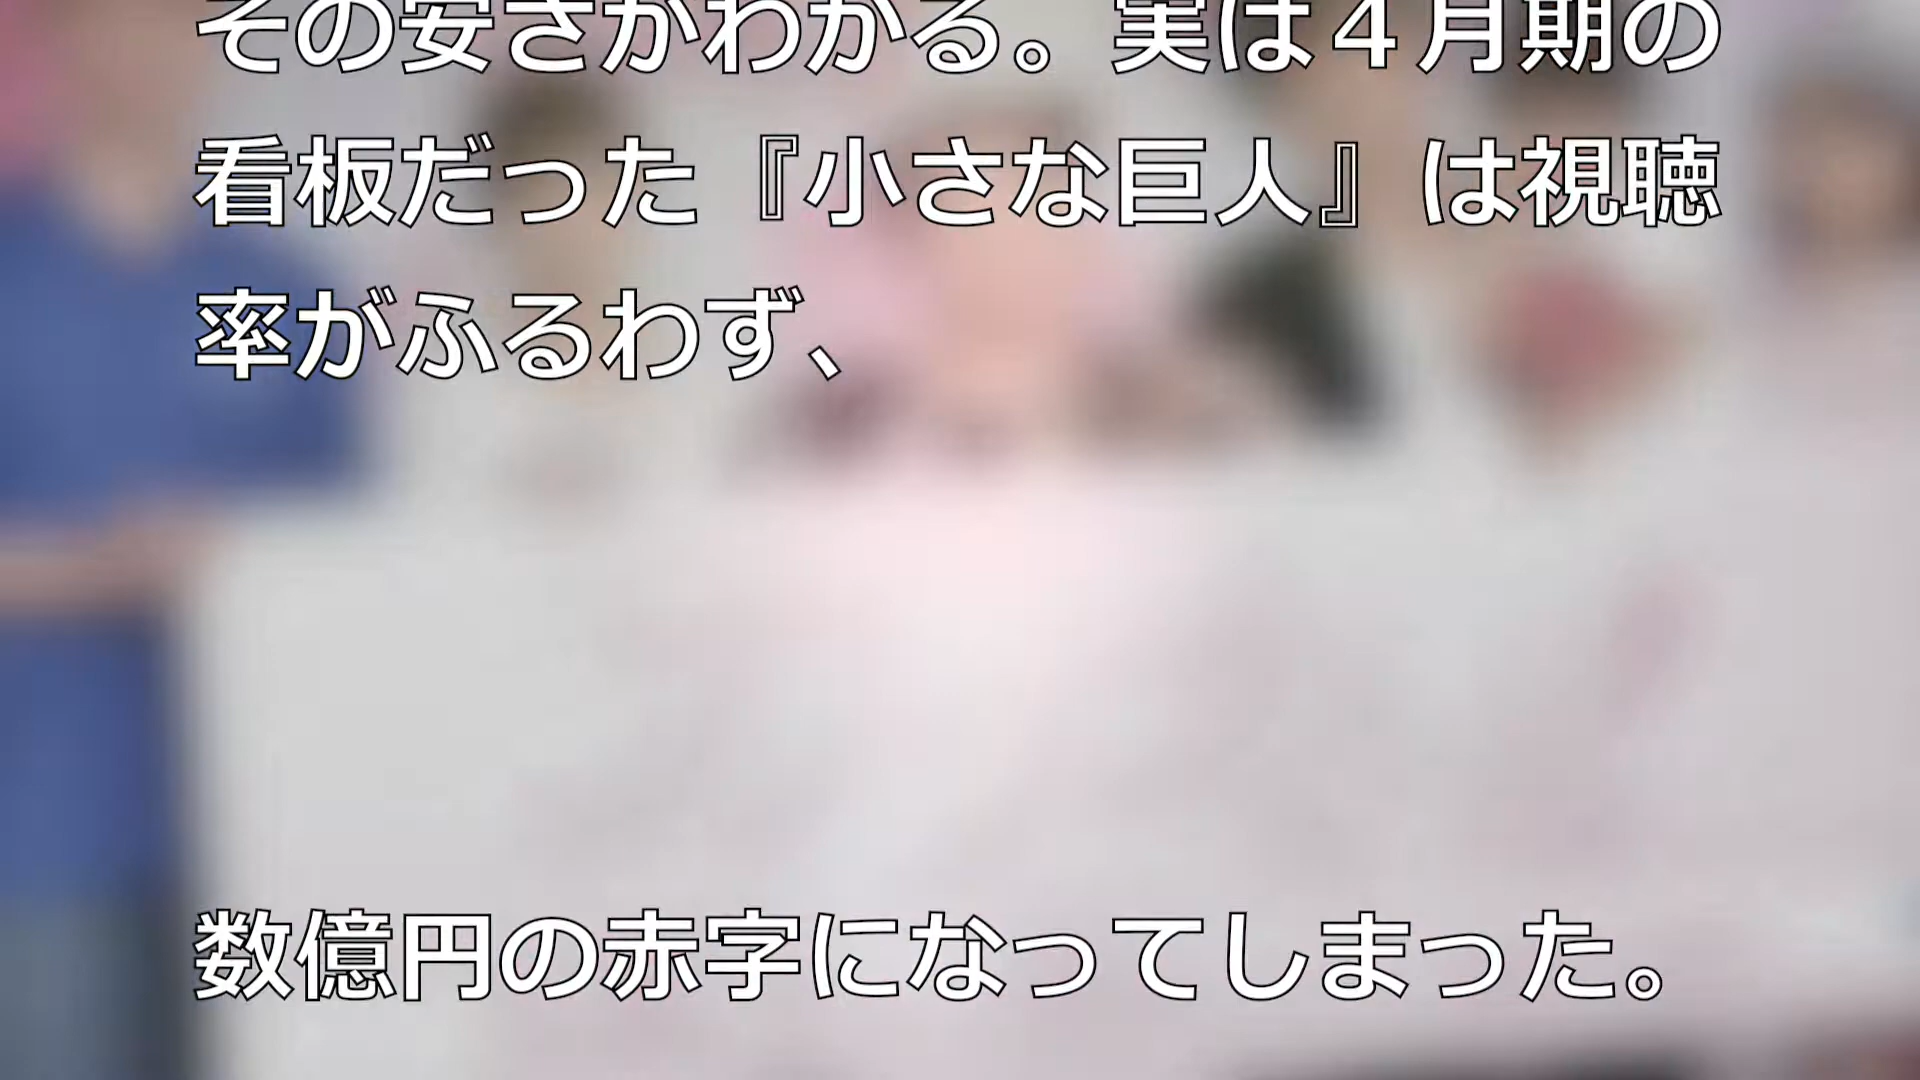 その安さがわかる。実は４月期の
看板だった『小さな巨人』は視聴
率がふるわず、
数億円の赤字になってしまった。